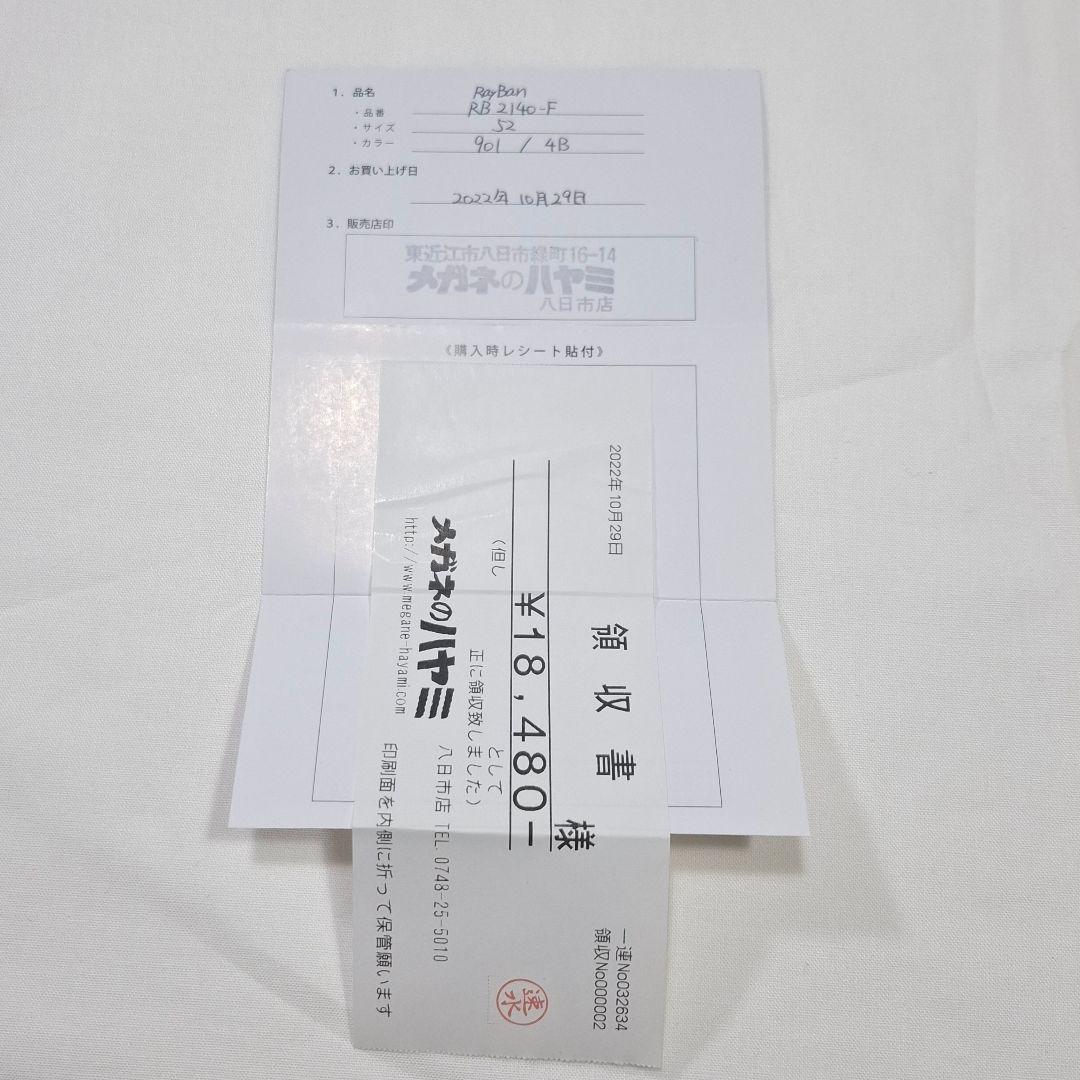 1. 品名 RayBan
・品番 RB 2140-F
・サイズ 52
・カラー 901 / 4B
2. お買い上げ日
2022年 10月29日
3. 販売店印
東近江市八日市緑町16-14
メガネのハヤミ
八日市店
《購入時レシート貼付》
2022年10月29日
領 収 書
一連No032634
領収No000002
様
¥18,480-
(但し
として
正に領収致しました)
メガネのハヤミ
八日市店 TEL. 0748-25-5010
http://www.megane-hayami.com
印刷面を内側に折って保管願います
速水